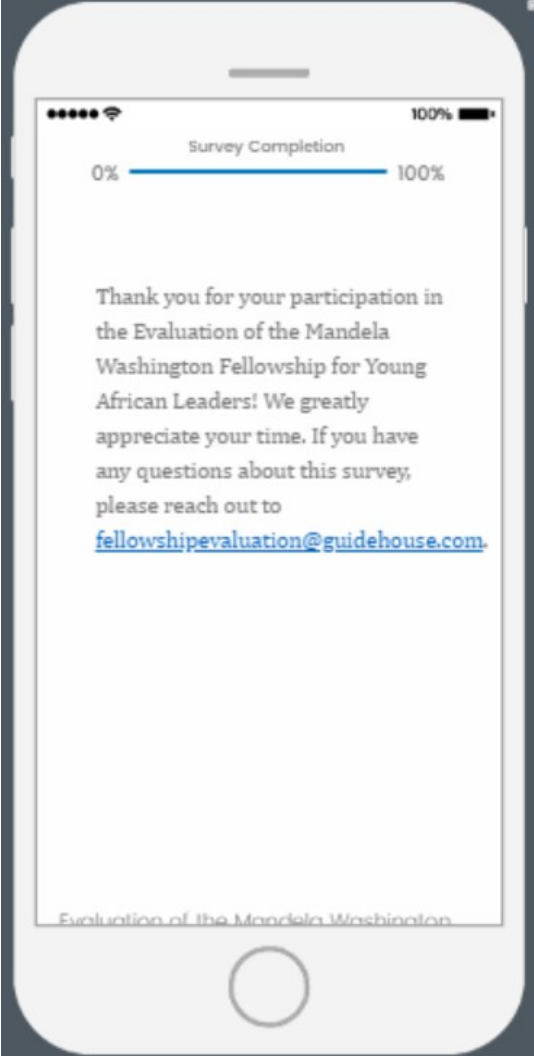 100%
Survey Completion
0% 100%
Thank you for your participation in
the Evaluation of the Mandela
Washington Fellowship for Young
African Leaders! We greatly
appreciate your time. If you have
any questions about this survey,
please reach out to
fellowshipevaluation@guidehouse.com.
Evaluation of the Mandela Washington